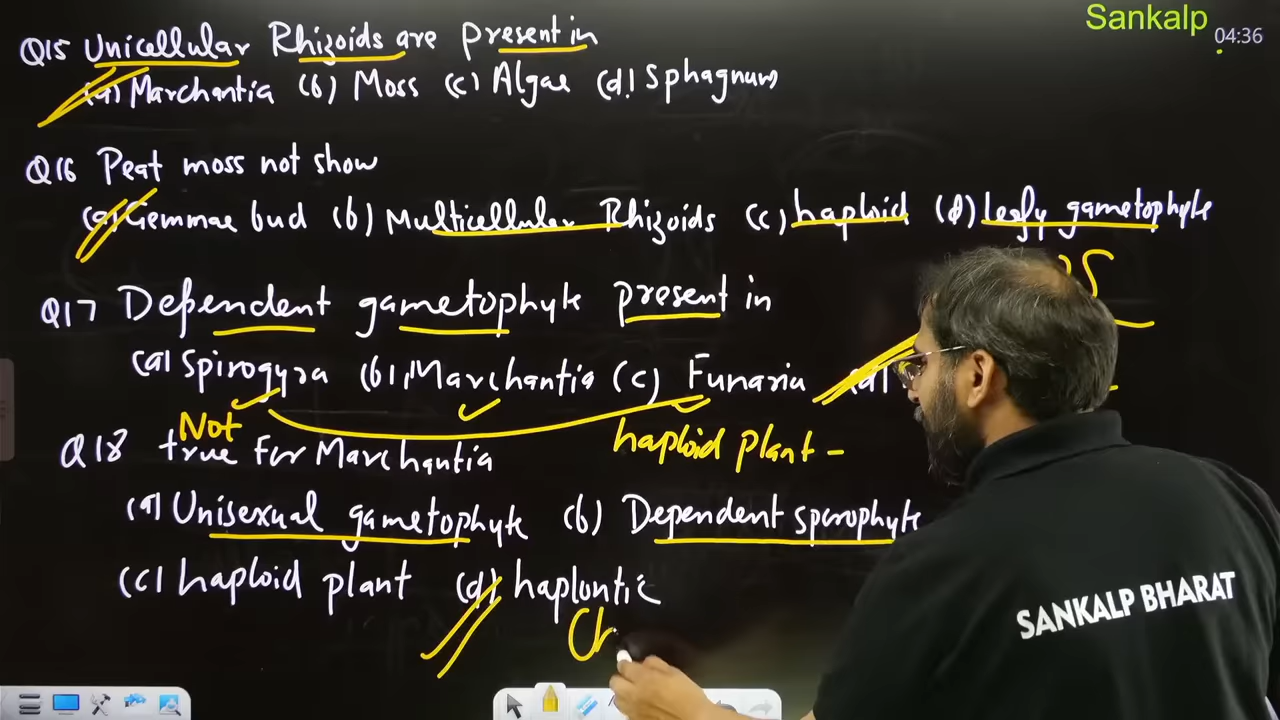 Sankalp
04:36
Q15 Unicellular Rhizoids are present in
(a) Marchantia (b) Moss (c) Algae (d) Sphagnum
Q16 Peat moss not show
(a) Gemmae bud (b) Multicellular Rhizoids (c) haploid (d) leafy gametophyte
Q17 Dependent gametophyte present in
(a) Spirogyra (b) Marchantia (c) Funaria (d)
Not
haploid plant -
Q18 true For Marchantia
(a) Unisexual gametophyte (b) Dependent sporophyte
(c) haploid plant (d) haplontic
SANKALP BHARAT